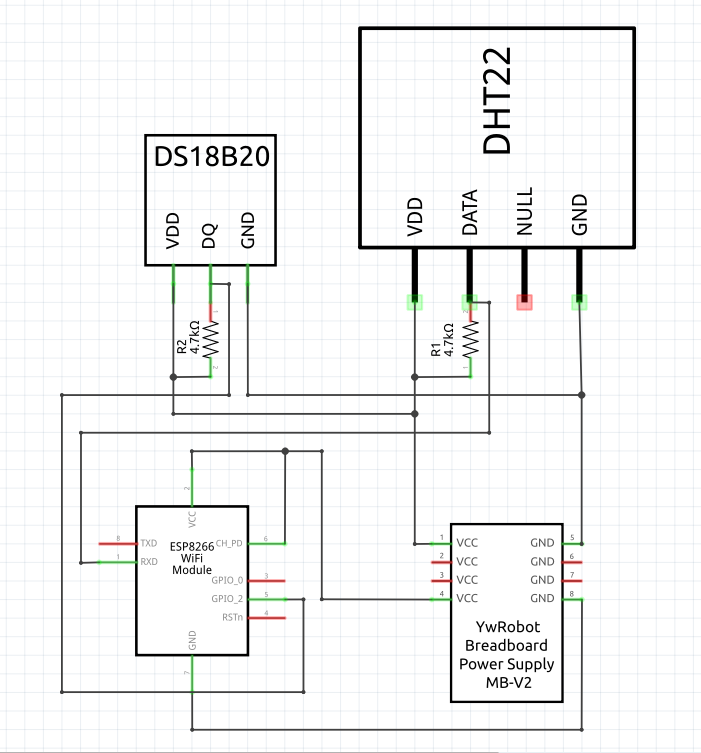 DHT22
VDD
DATA
NULL
GND
DS18B20
VDD
DQ
GND
1
R2
4.7kΩ
2
2
R1
4.7kΩ
1
2
VCC
8
TXD
1
RXD
ESP8266
WiFi
Module
CH_PD
6
GPIO_0
3
GPIO_2
5
RSTn
4
GND
7
1
VCC
GND
5
2
VCC
GND
6
3
VCC
GND
7
4
VCC
GND
8
YwRobot
Breadboard
Power Supply
MB-V2